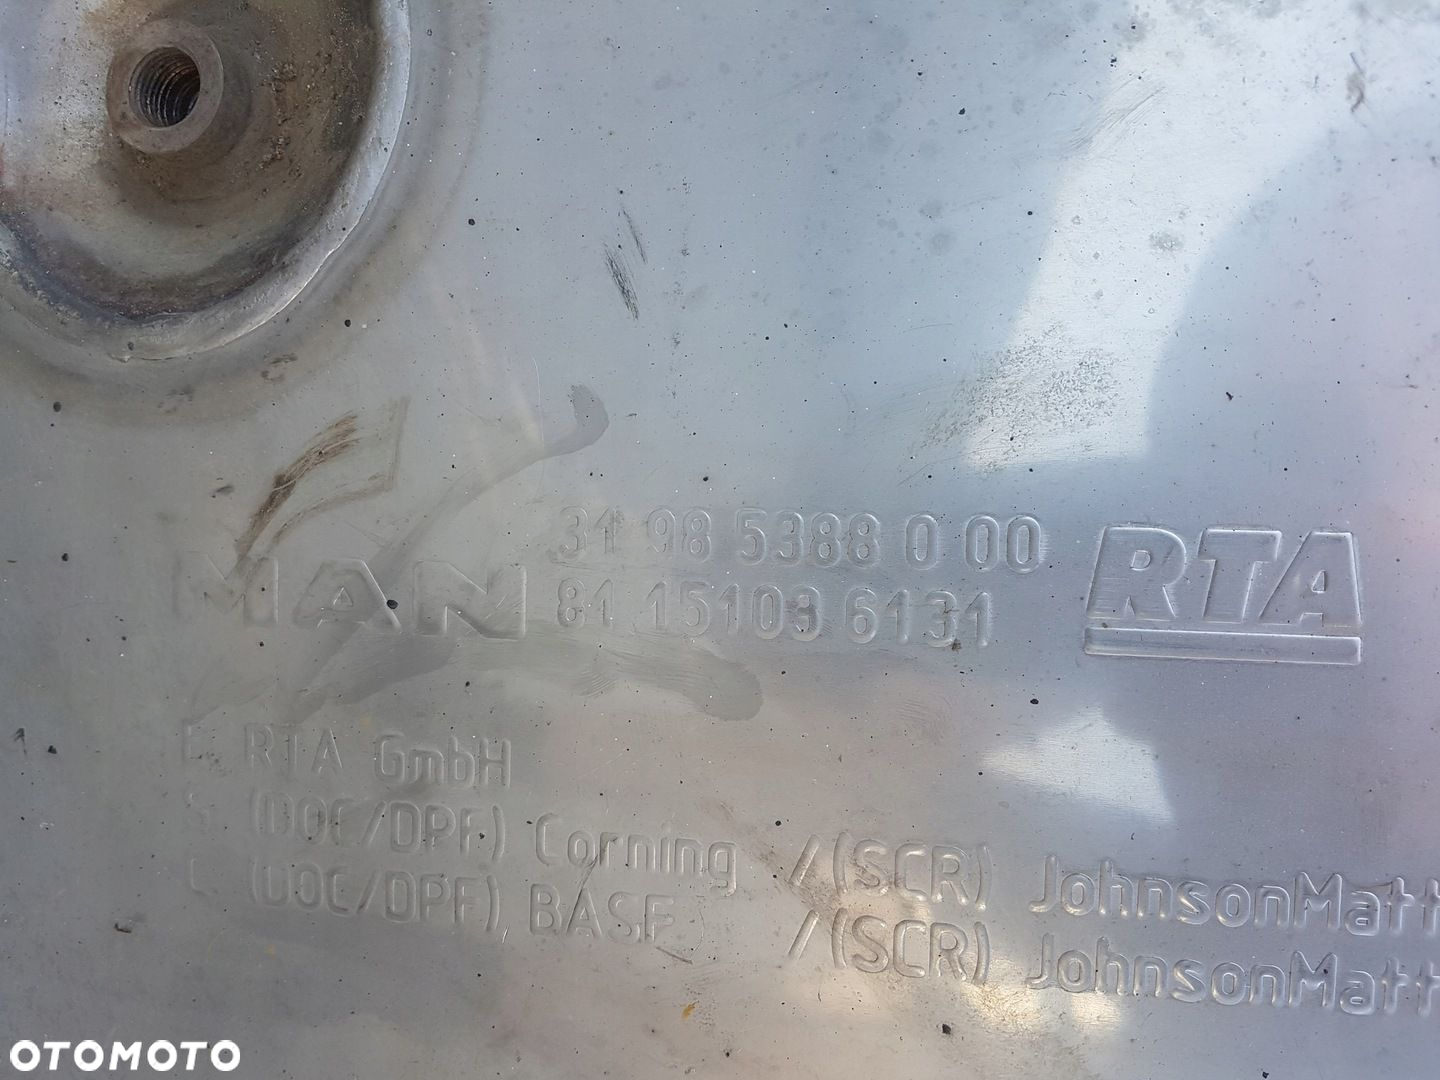 31 98 5388 0 00
MAN 81 15103 6131
RTA
E RTA GmbH
S (DOC/DPF) Corning / (SCR) JohnsonMatt
C (DOC/DPF) BASF / (SCR) JohnsonMatt
OTOMOTO